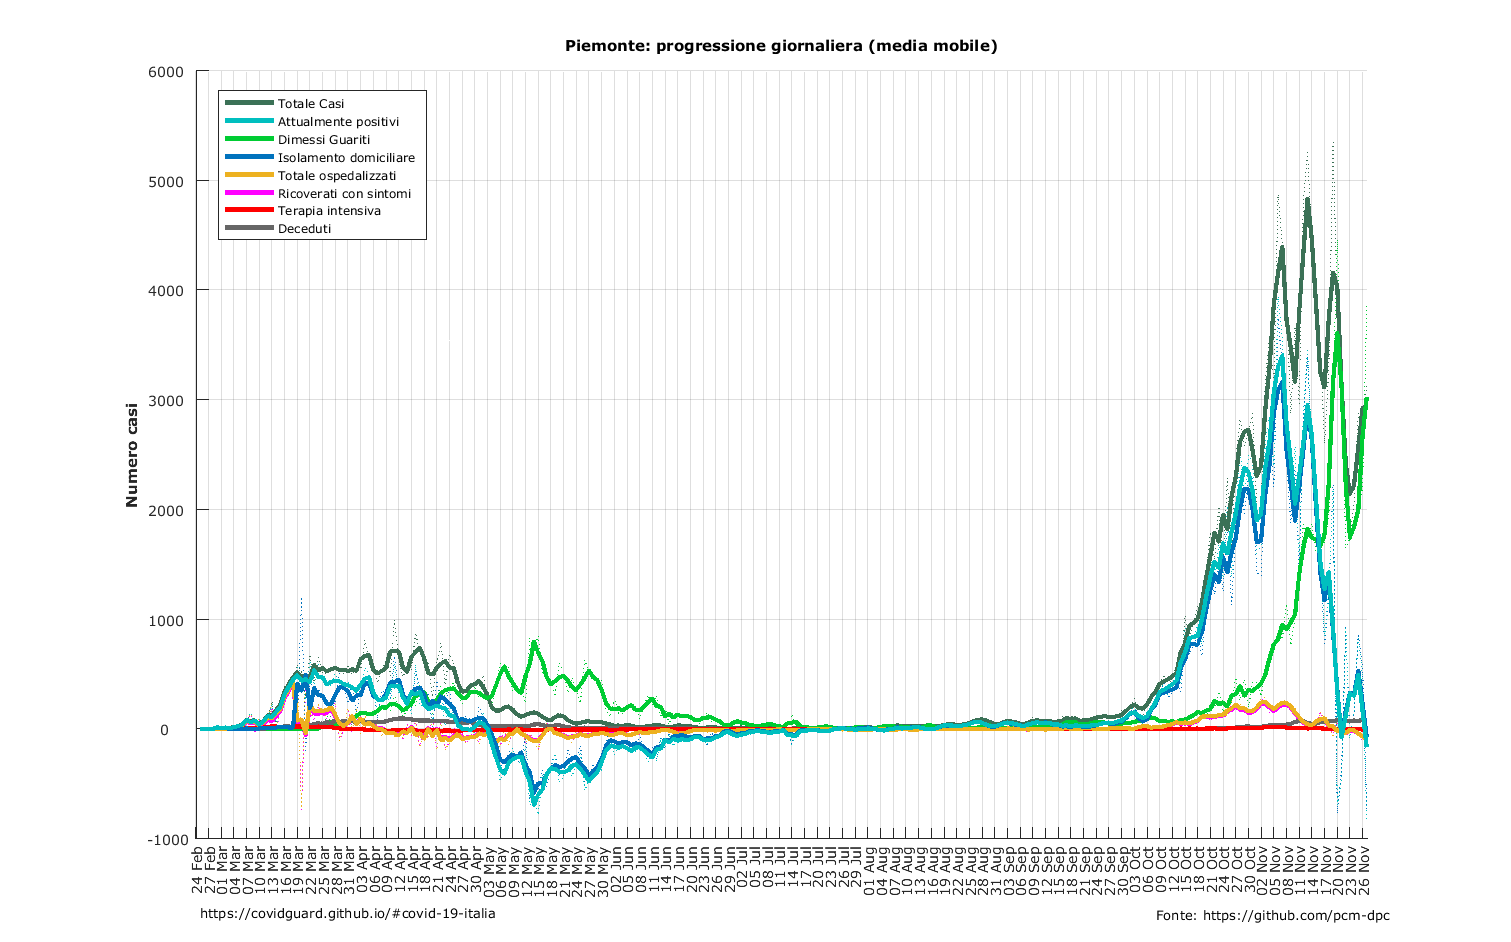 Piemonte: progressione giornaliera (media mobile)
6000
5000
4000
3000
2000
1000
0
-1000
Numero casi
Totale Casi
Attualmente positivi
Dimessi Guariti
Isolamento domiciliare
Totale ospedalizzati
Ricoverati con sintomi
Terapia intensiva
Deceduti
24 Feb
27 Feb
01 Mar
04 Mar
07 Mar
10 Mar
13 Mar
16 Mar
19 Mar
22 Mar
25 Mar
28 Mar
31 Mar
03 Apr
06 Apr
09 Apr
12 Apr
15 Apr
18 Apr
21 Apr
24 Apr
27 Apr
30 Apr
03 May
06 May
09 May
12 May
15 May
18 May
21 May
24 May
27 May
30 May
02 Jun
05 Jun
08 Jun
11 Jun
14 Jun
17 Jun
20 Jun
23 Jun
26 Jun
29 Jun
02 Jul
05 Jul
08 Jul
11 Jul
14 Jul
17 Jul
20 Jul
23 Jul
26 Jul
29 Jul
01 Aug
04 Aug
07 Aug
10 Aug
13 Aug
16 Aug
19 Aug
22 Aug
25 Aug
28 Aug
31 Aug
03 Sep
06 Sep
09 Sep
12 Sep
15 Sep
18 Sep
21 Sep
24 Sep
27 Sep
30 Sep
03 Oct
06 Oct
09 Oct
12 Oct
15 Oct
18 Oct
21 Oct
24 Oct
27 Oct
30 Oct
02 Nov
05 Nov
08 Nov
11 Nov
14 Nov
17 Nov
20 Nov
23 Nov
26 Nov
https://covidguard.github.io/#covid-19-italia
Fonte: https://github.com/pcm-dpc